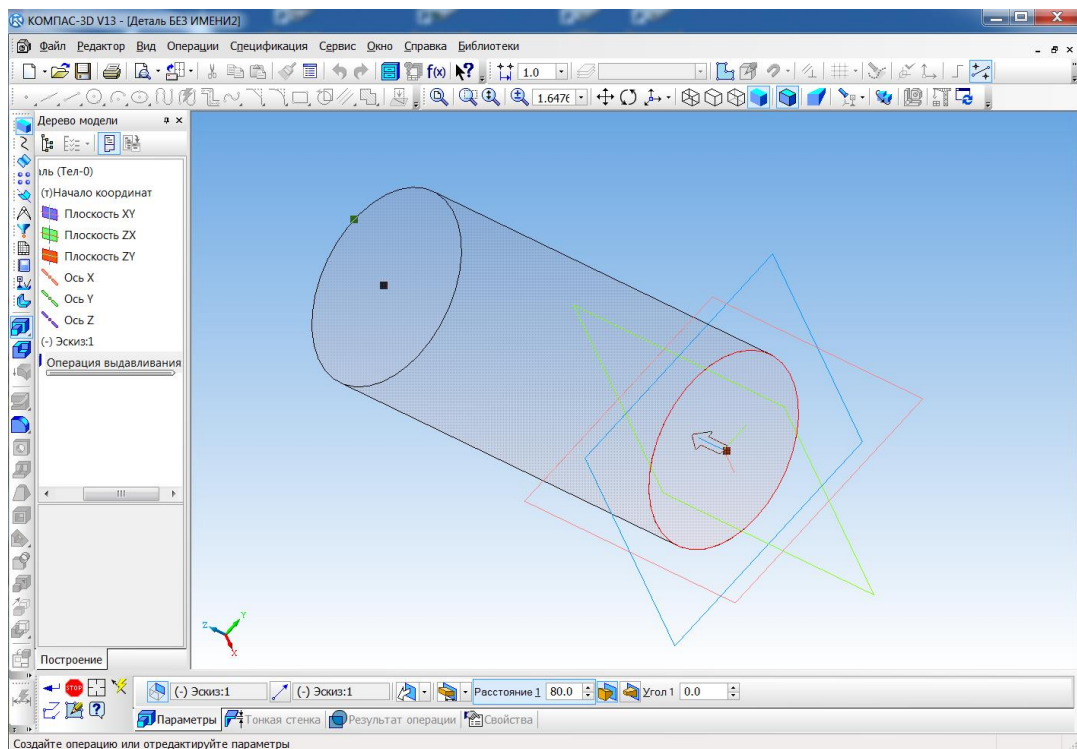 КОМПАС-3D V13 - [Деталь БЕЗ ИМЕНИ2]
Файл Редактор Вид Операции Спецификация Сервис Окно Справка Библиотеки
f(x) 1.0
1.6476
Дерево модели
аль (Тел-0)
(т)Начало координат
Плоскость XY
Плоскость ZX
Плоскость ZY
Ось X
Ось Y
Ось Z
(-) Эскиз:1
Операция выдавливания
Z Y X
Построение
STOP (-) Эскиз:1 (-) Эскиз:1 Расстояние 1 80.0 Угол 1 0.0
Параметры Тонкая стенка Результат операции Свойства
Создайте операцию или отредактируйте параметры